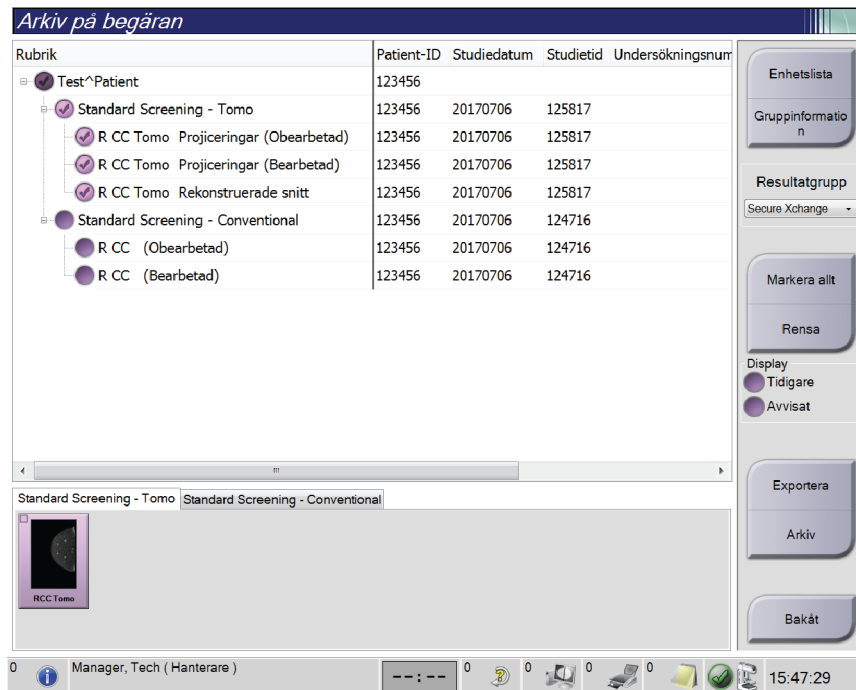 Arkiv på begäran
Rubrik Patient-ID Studiedatum Studietid Undersökningsnum
Test^Patient 123456
Standard Screening - Tomo 123456 20170706 125817
R CC Tomo Projiceringar (Obearbetad) 123456 20170706 125817
R CC Tomo Projiceringar (Bearbetad) 123456 20170706 125817
R CC Tomo Rekonstruerade snitt 123456 20170706 125817
Standard Screening - Conventional 123456 20170706 124716
R CC (Obearbetad) 123456 20170706 124716
R CC (Bearbetad) 123456 20170706 124716
Enhetslista
Gruppinformatio
n
Resultatgrupp
Secure Xchange
Markera allt
Rensa
Display
Tidigare
Avvisat
Exportera
Arkiv
Bakåt
Standard Screening - Tomo Standard Screening - Conventional
RCC Tomo
0 Manager, Tech ( Hanterare ) --:-- 0 0 0 0 15:47:29